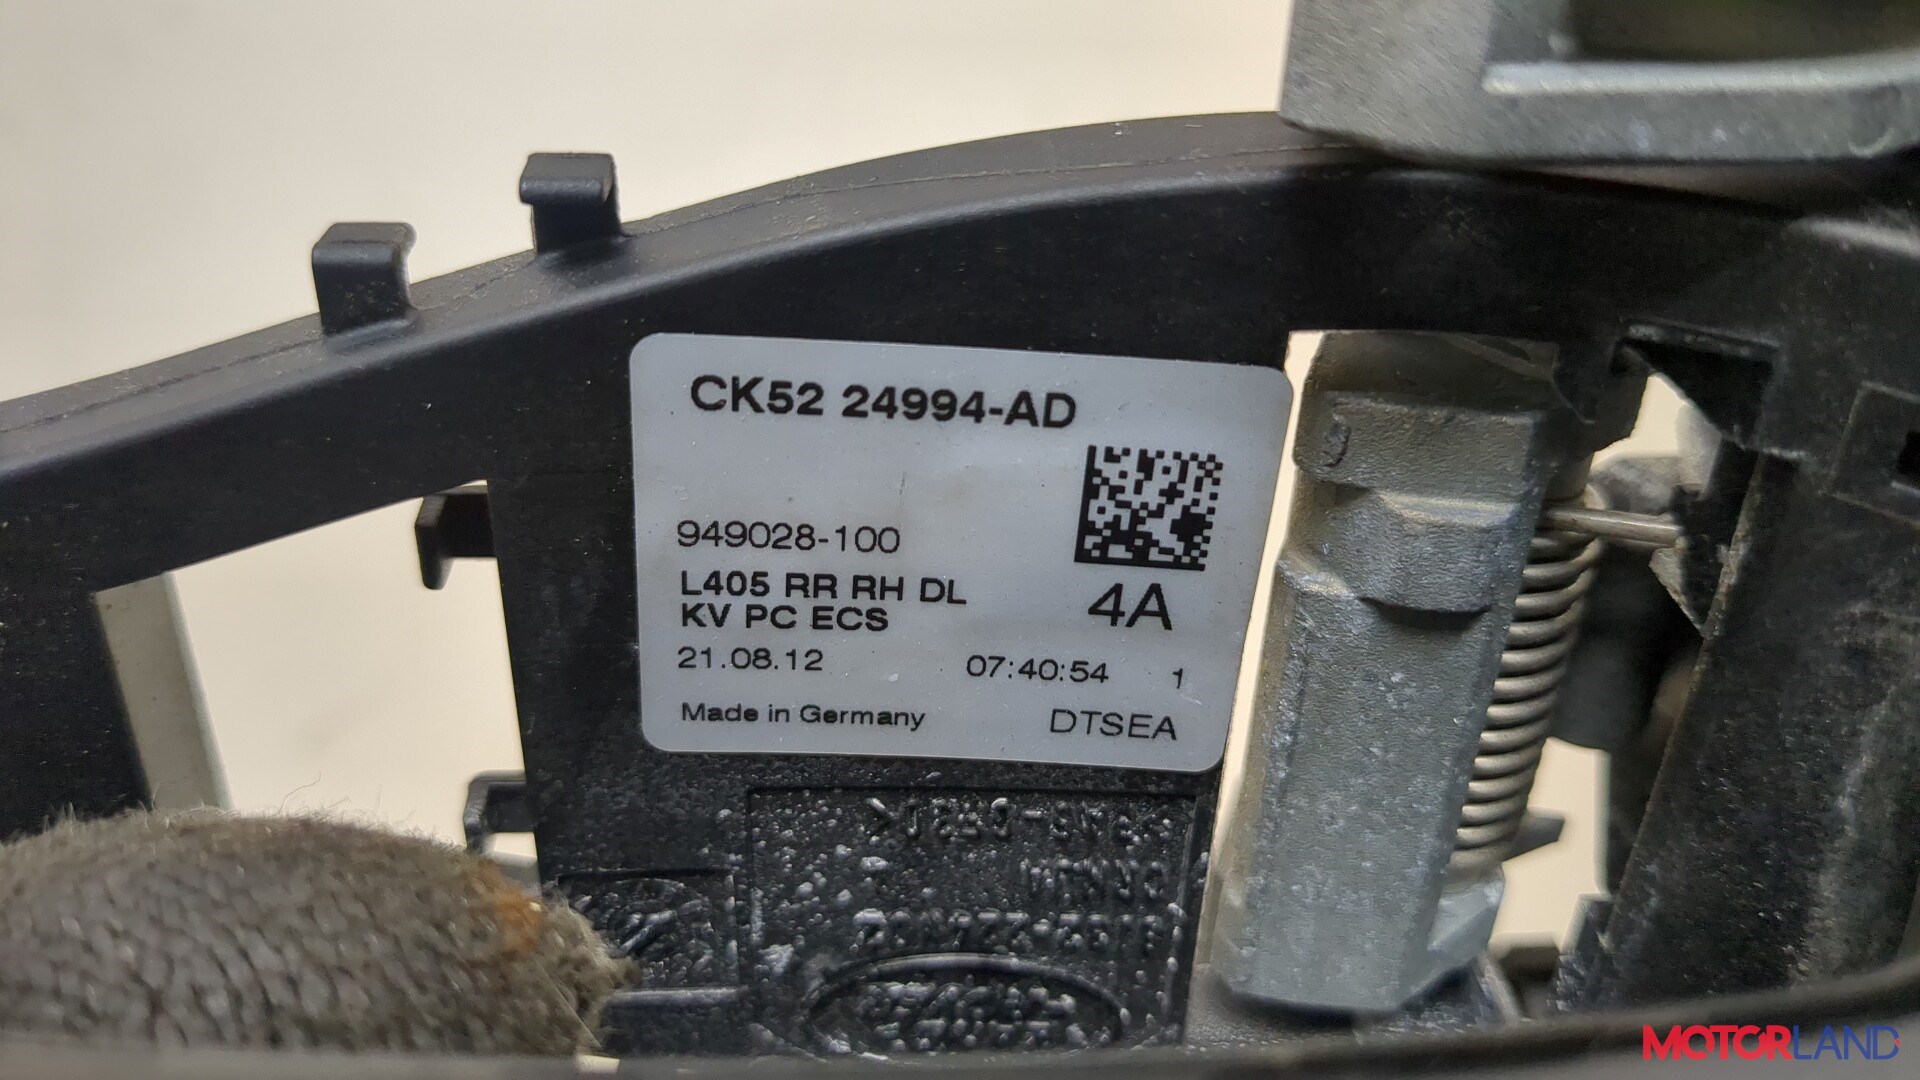 CK52 24994-AD
949028-100
L405 RR RH DL
KV PC ECS
4A
21.08.12 07:40:54 1
Made in Germany DTSEA
MOTORLAND